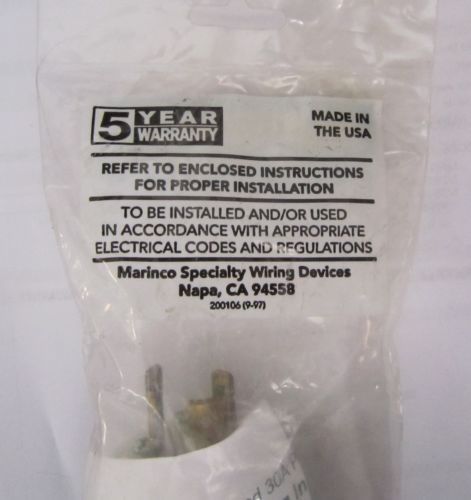 5 YEAR WARRANTY
MADE IN
THE USA
REFER TO ENCLOSED INSTRUCTIONS
FOR PROPER INSTALLATION
TO BE INSTALLED AND/OR USED
IN ACCORDANCE WITH APPROPRIATE
ELECTRICAL CODES AND REGULATIONS
Marinco Specialty Wiring Devices
Napa, CA 94558
200106 (9-97)
30A